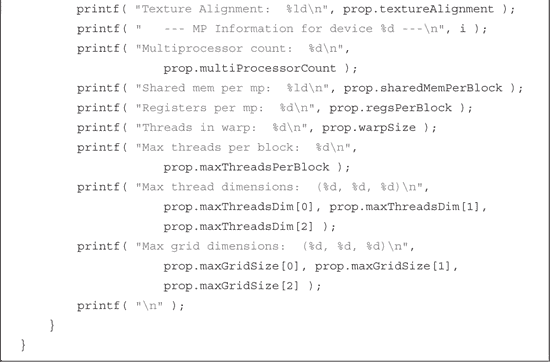 printf( "Texture Alignment:  %ld\n", prop.textureAlignment );
printf( "   --- MP Information for device %d ---\n", i );
printf( "Multiprocessor count:  %d\n",
prop.multiProcessorCount );
printf( "Shared mem per mp:  %ld\n", prop.sharedMemPerBlock );
printf( "Registers per mp:  %d\n", prop.regsPerBlock );
printf( "Threads in warp:  %d\n", prop.warpSize );
printf( "Max threads per block:  %d\n",
prop.maxThreadsPerBlock );
printf( "Max thread dimensions:  (%d, %d, %d)\n",
prop.maxThreadsDim[0], prop.maxThreadsDim[1],
prop.maxThreadsDim[2] );
printf( "Max grid dimensions:  (%d, %d, %d)\n",
prop.maxGridSize[0], prop.maxGridSize[1],
prop.maxGridSize[2] );
printf( "\n" );
}
}